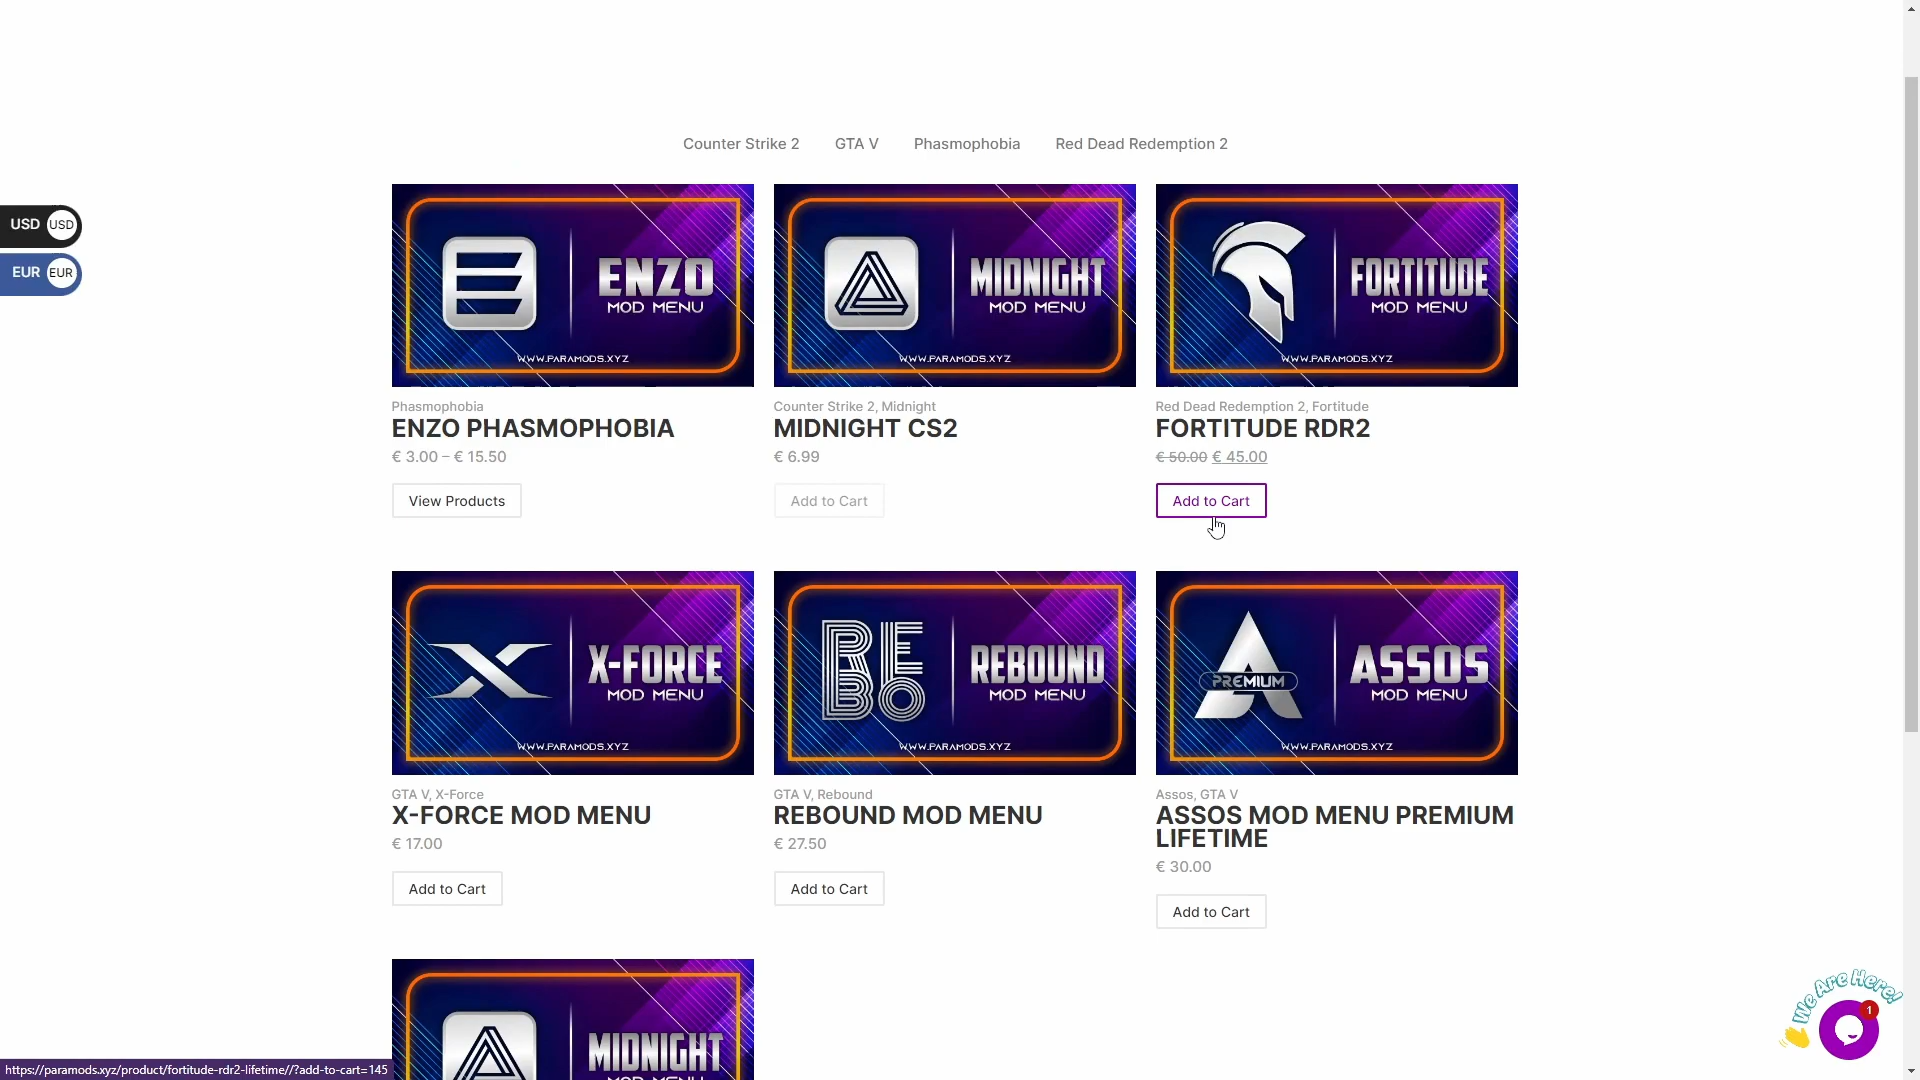 Counter Strike 2 GTA V Phasmophobia Red Dead Redemption 2
USD USD
EUR EUR
ENZO
MOD MENU
WWW.PARAMODS.XYZ
MIDNIGHT
MOD MENU
WWW.PARAMODS.XYZ
FORTITUDE
MOD MENU
WWW.PARAMODS.XYZ
Phasmophobia
ENZO PHASMOPHOBIA
€ 3.00 – € 15.50
View Products
Counter Strike 2, Midnight
MIDNIGHT CS2
€ 6.99
Add to Cart
Red Dead Redemption 2, Fortitude
FORTITUDE RDR2
€ 50.00 € 45.00
Add to Cart
X-FORCE
MOD MENU
WWW.PARAMODS.XYZ
REBO
REBOUND
MOD MENU
WWW.PARAMODS.XYZ
A
PREMIUM
ASSOS
MOD MENU
WWW.PARAMODS.XYZ
GTA V, X-Force
X-FORCE MOD MENU
€ 17.00
Add to Cart
GTA V, Rebound
REBOUND MOD MENU
€ 27.50
Add to Cart
Assos, GTA V
ASSOS MOD MENU PREMIUM
LIFETIME
€ 30.00
Add to Cart
MIDNIGHT
MOD MENU
We Are Here!
1
https://paramods.xyz/product/fortitude-rdr2-lifetime//?add-to-cart=145